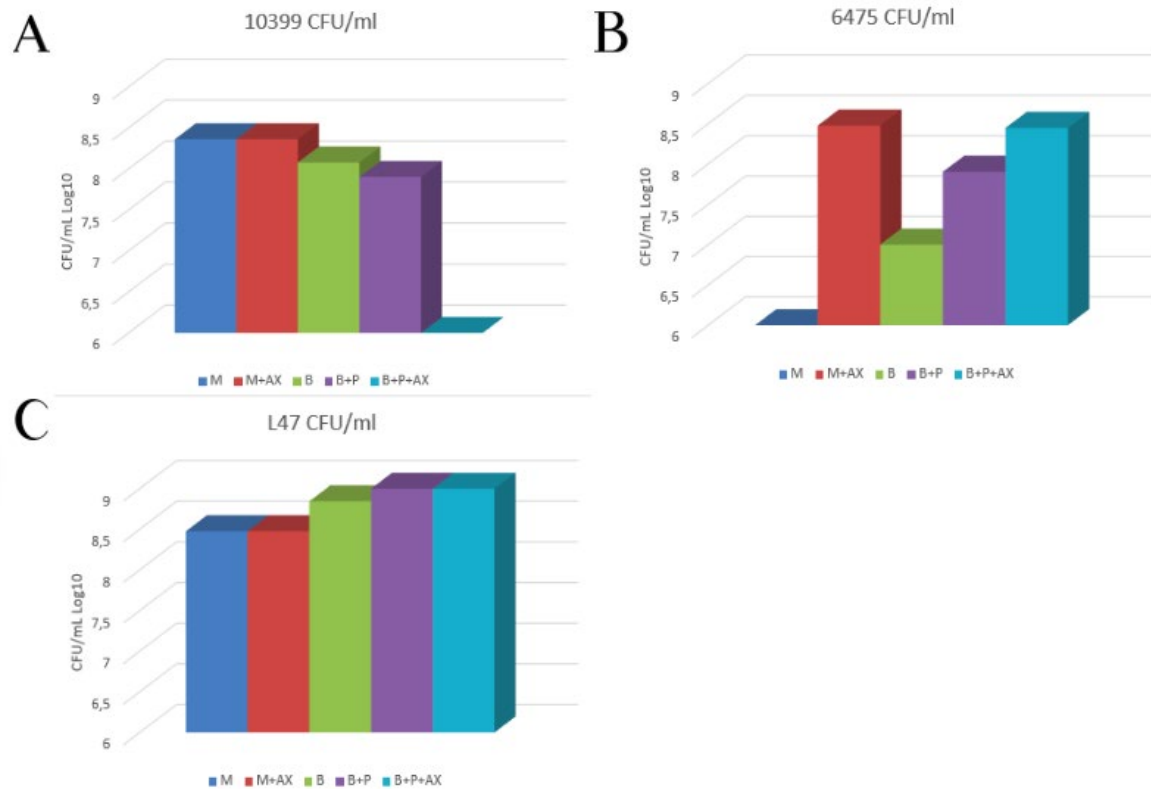 A
10399 CFU/ml
9
8,5
8
7,5
7
6,5
6
CFU/mL Log10
M M+AX B B+P B+P+AX
B
6475 CFU/ml
9
8,5
8
7,5
7
6,5
6
CFU/mL Log10
M M+AX B B+P B+P+AX
C
L47 CFU/ml
9
8,5
8
7,5
7
6,5
6
CFU/mL Log10
M M+AX B B+P B+P+AX